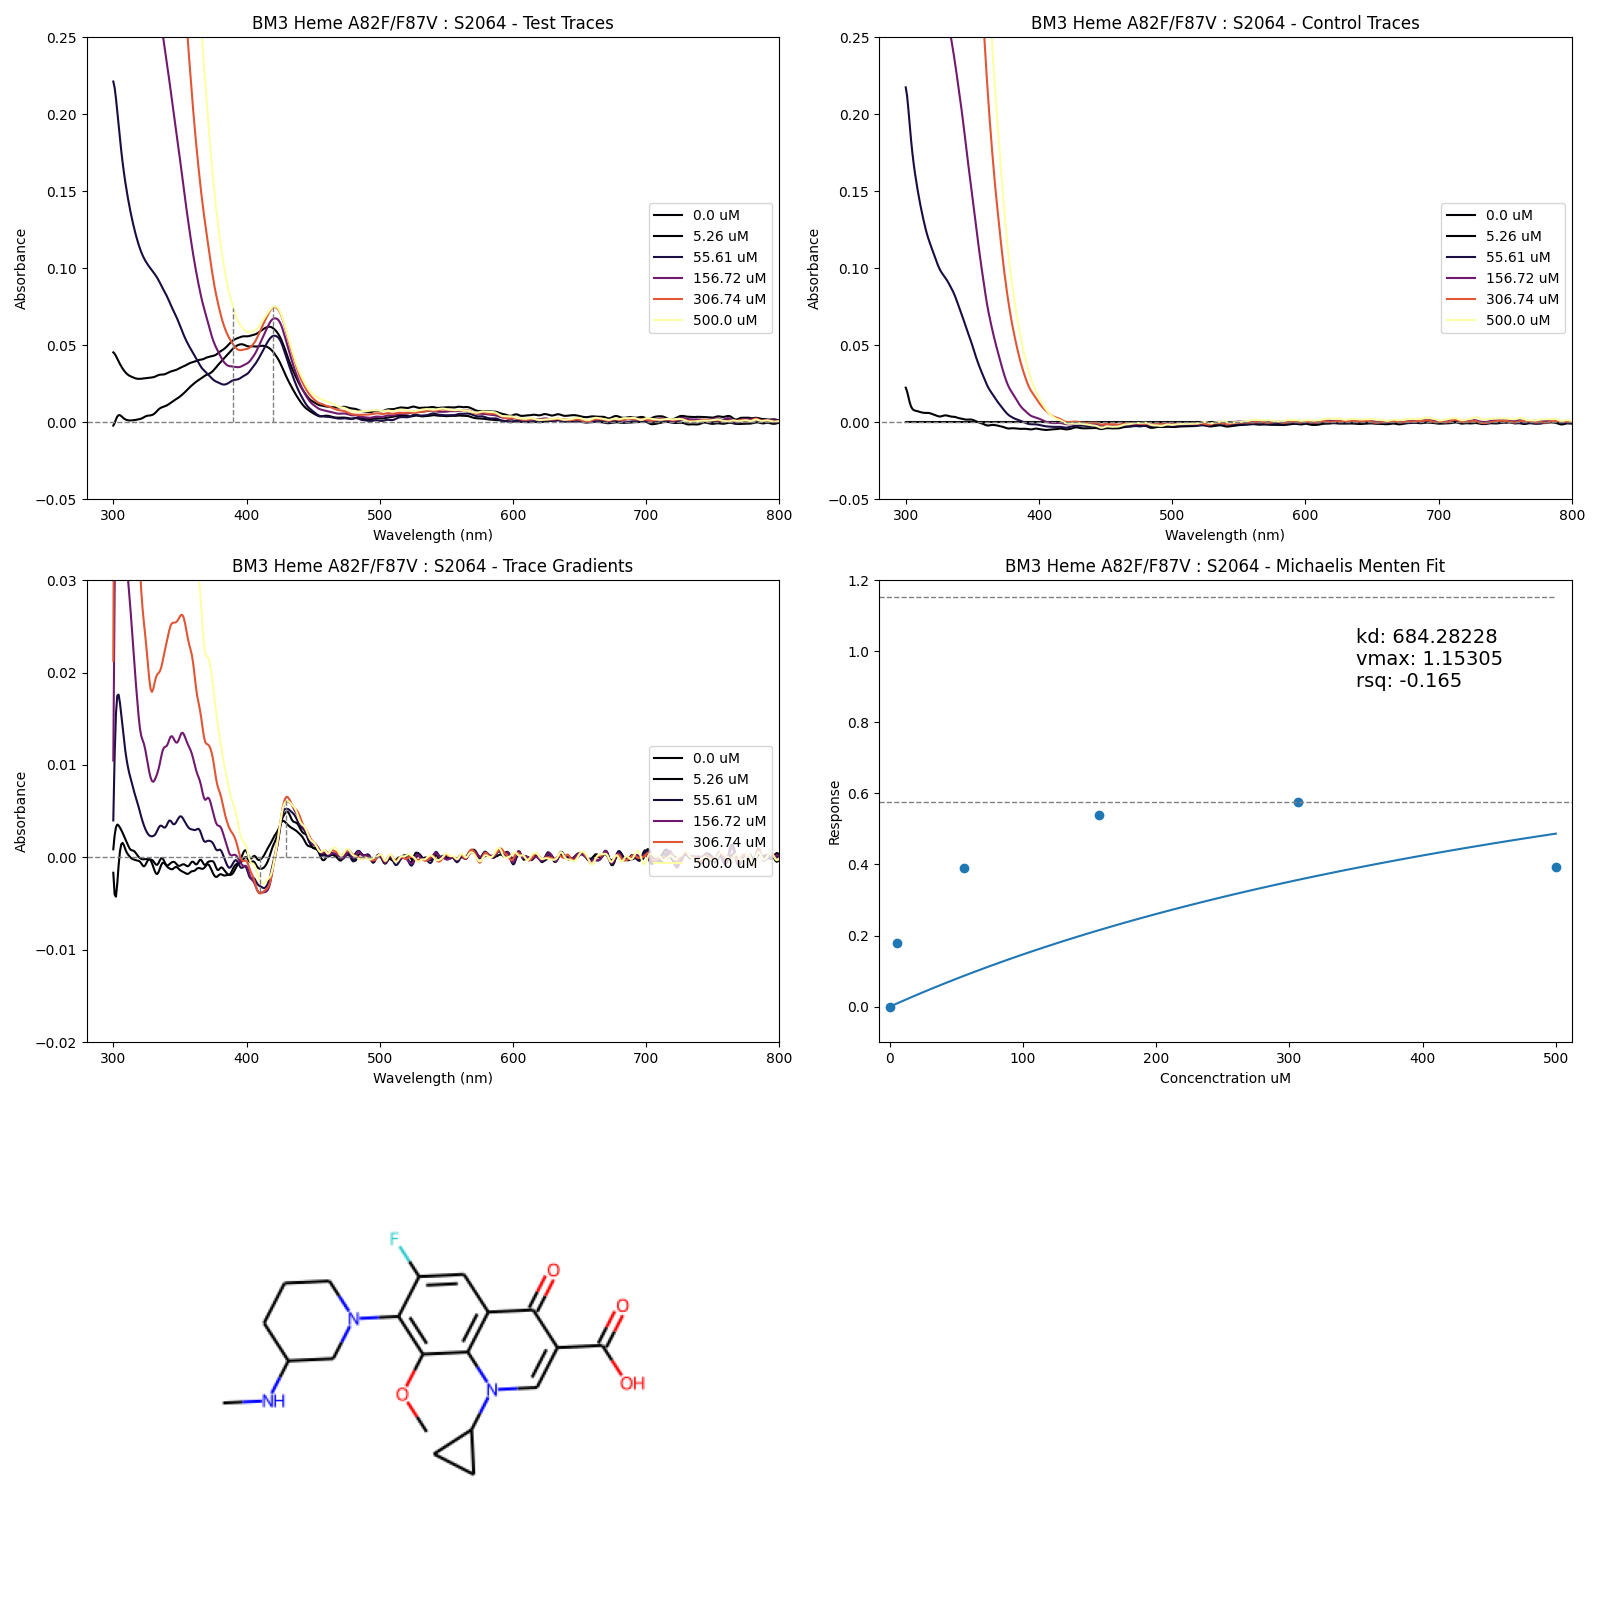 BM3 Heme A82F/F87V : S2064 - Test Traces
Absorbance
0.25
0.20
0.15
0.10
0.05
0.00
−0.05
0.0 uM
5.26 uM
55.61 uM
156.72 uM
306.74 uM
500.0 uM
300 400 500 600 700 800
Wavelength (nm)
BM3 Heme A82F/F87V : S2064 - Control Traces
Absorbance
0.25
0.20
0.15
0.10
0.05
0.00
−0.05
0.0 uM
5.26 uM
55.61 uM
156.72 uM
306.74 uM
500.0 uM
300 400 500 600 700 800
Wavelength (nm)
BM3 Heme A82F/F87V : S2064 - Trace Gradients
Absorbance
0.03
0.02
0.01
0.00
−0.01
−0.02
0.0 uM
5.26 uM
55.61 uM
156.72 uM
306.74 uM
500.0 uM
300 400 500 600 700 800
Wavelength (nm)
BM3 Heme A82F/F87V : S2064 - Michaelis Menten Fit
Response
1.2
1.0
0.8
0.6
0.4
0.2
0.0
kd: 684.28228
vmax: 1.15305
rsq: -0.165
0 100 200 300 400 500
Concenctration uM
F
O
O
N
OH
O
N
NH